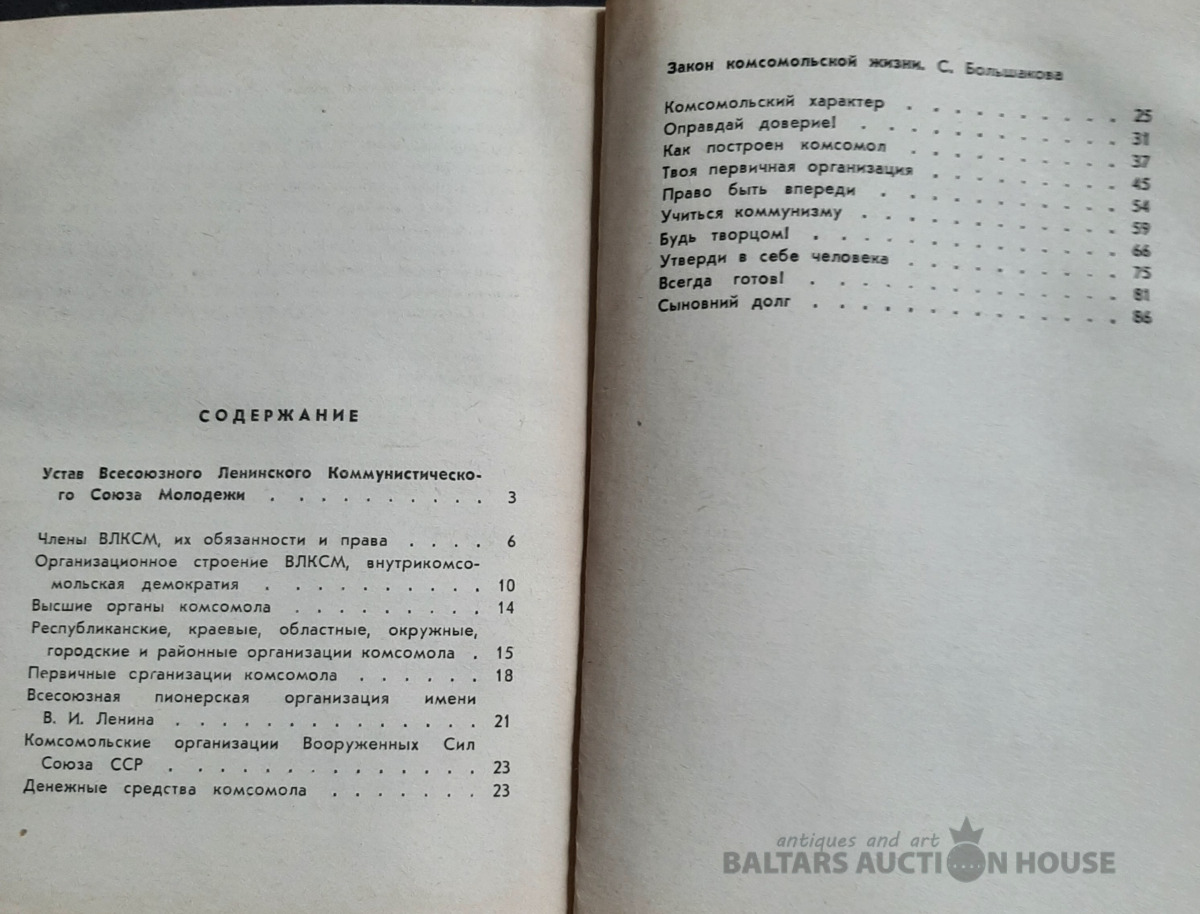 СОДЕРЖАНИЕ
Устав Всесоюзного Ленинского Коммунистическо-
го Союза Молодежи . . . . . . . . . . 3
Члены ВЛКСМ, их обязанности и права . . . . 6
Организационное строение ВЛКСМ, внутрикомсо-
мольская демократия . . . . . . . . . . 10
Высшие органы комсомола . . . . . . . . . 14
Республиканские, краевые, областные, окружные,
городские и районные организации комсомола . 15
Первичные срганизации комсомола . . . . . . 18
Всесоюзная пионерская организация имени
В. И. Ленина . . . . . . . . . . . . . . 21
Комсомольские организации Вооруженных Сил
Союза ССР . . . . . . . . . . . . . . 23
Денежные средства комсомола . . . . . . . 23
Закон комсомольской жизни. С. Большакова
Комсомольский характер . . . . . . . . . . 25
Оправдай доверие! . . . . . . . . . . . . 31
Как построен комсомол . . . . . . . . . . 37
Твоя первичная организация . . . . . . . . . 45
Право быть впереди . . . . . . . . . . . 54
Учиться коммунизму . . . . . . . . . . . . 59
Будь творцом! . . . . . . . . . . . . . 66
Утверди в себе человека . . . . . . . . . . 75
Всегда готов! . . . . . . . . . . . . . 81
Сыновний долг . . . . . . . . . . . . . 86
antiques and art
BALTARS AUCTION HOUSE